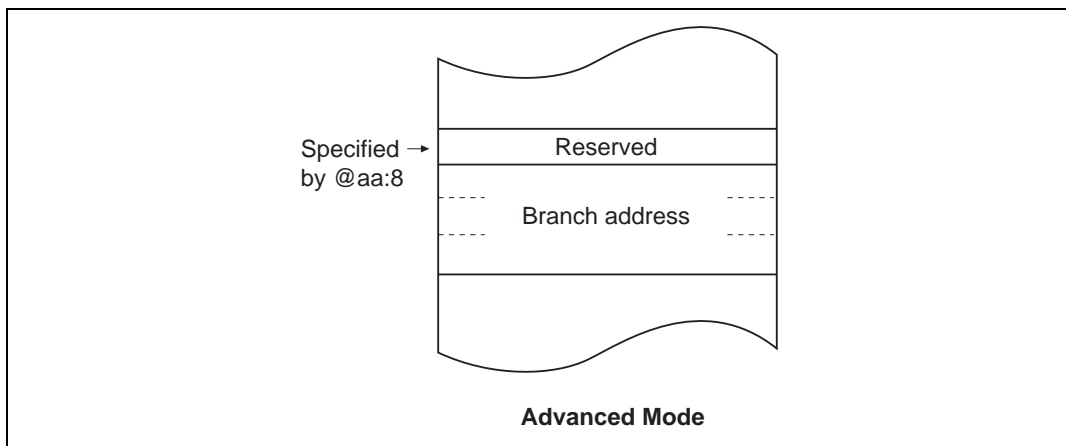 Reserved
Specified →
by @aa:8
Branch address
Advanced Mode